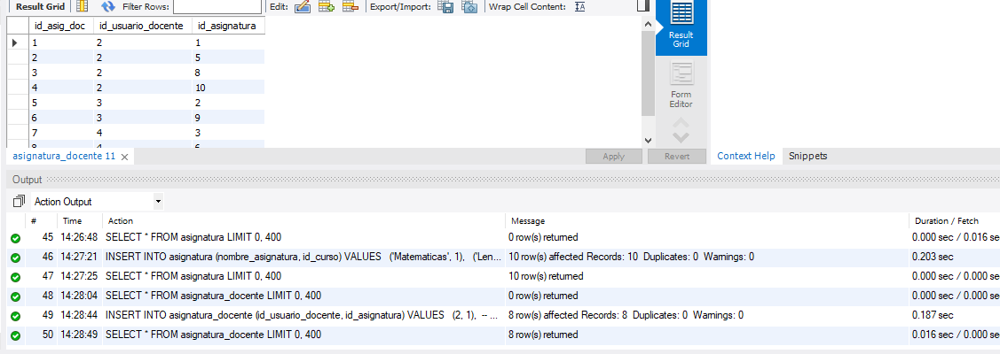 Result Grid Filter Rows: Edit: Export/Import: Wrap Cell Content: IA
id_asig_doc id_usuario_docente id_asignatura
1 2 1
2 2 5
3 2 8
4 2 10
5 3 2
6 3 9
7 4 3
8 4 6
Result Grid
Form Editor
asignatura_docente 11 Apply Revert Context Help Snippets
Output
Action Output
# Time Action Message Duration / Fetch
45 14:26:48 SELECT * FROM asignatura LIMIT 0, 400 0 row(s) returned 0.000 sec / 0.016 sec
46 14:27:21 INSERT INTO asignatura (nombre_asignatura, id_curso) VALUES ('Matematicas', 1), ('Len... 10 row(s) affected Records: 10 Duplicates: 0 Warnings: 0 0.203 sec
47 14:27:25 SELECT * FROM asignatura LIMIT 0, 400 10 row(s) returned 0.000 sec / 0.000 sec
48 14:28:04 SELECT * FROM asignatura_docente LIMIT 0, 400 0 row(s) returned 0.000 sec / 0.000 sec
49 14:28:44 INSERT INTO asignatura_docente (id_usuario_docente, id_asignatura) VALUES (2, 1), -- ... 8 row(s) affected Records: 8 Duplicates: 0 Warnings: 0 0.187 sec
50 14:28:49 SELECT * FROM asignatura_docente LIMIT 0, 400 8 row(s) returned 0.016 sec / 0.000 sec